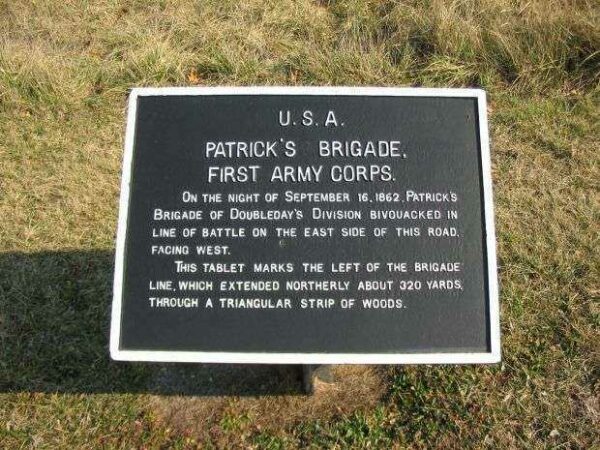 U.S.A.
PATRICK'S BRIGADE,
FIRST ARMY CORPS.
ON THE NIGHT OF SEPTEMBER 16, 1862, PATRICK'S
BRIGADE OF DOUBLEDAY'S DIVISION BIVOUACKED IN
LINE OF BATTLE ON THE EAST SIDE OF THIS ROAD,
FACING WEST.
THIS TABLET MARKS THE LEFT OF THE BRIGADE
LINE, WHICH EXTENDED NORTHERLY ABOUT 320 YARDS,
THROUGH A TRIANGULAR STRIP OF WOODS.